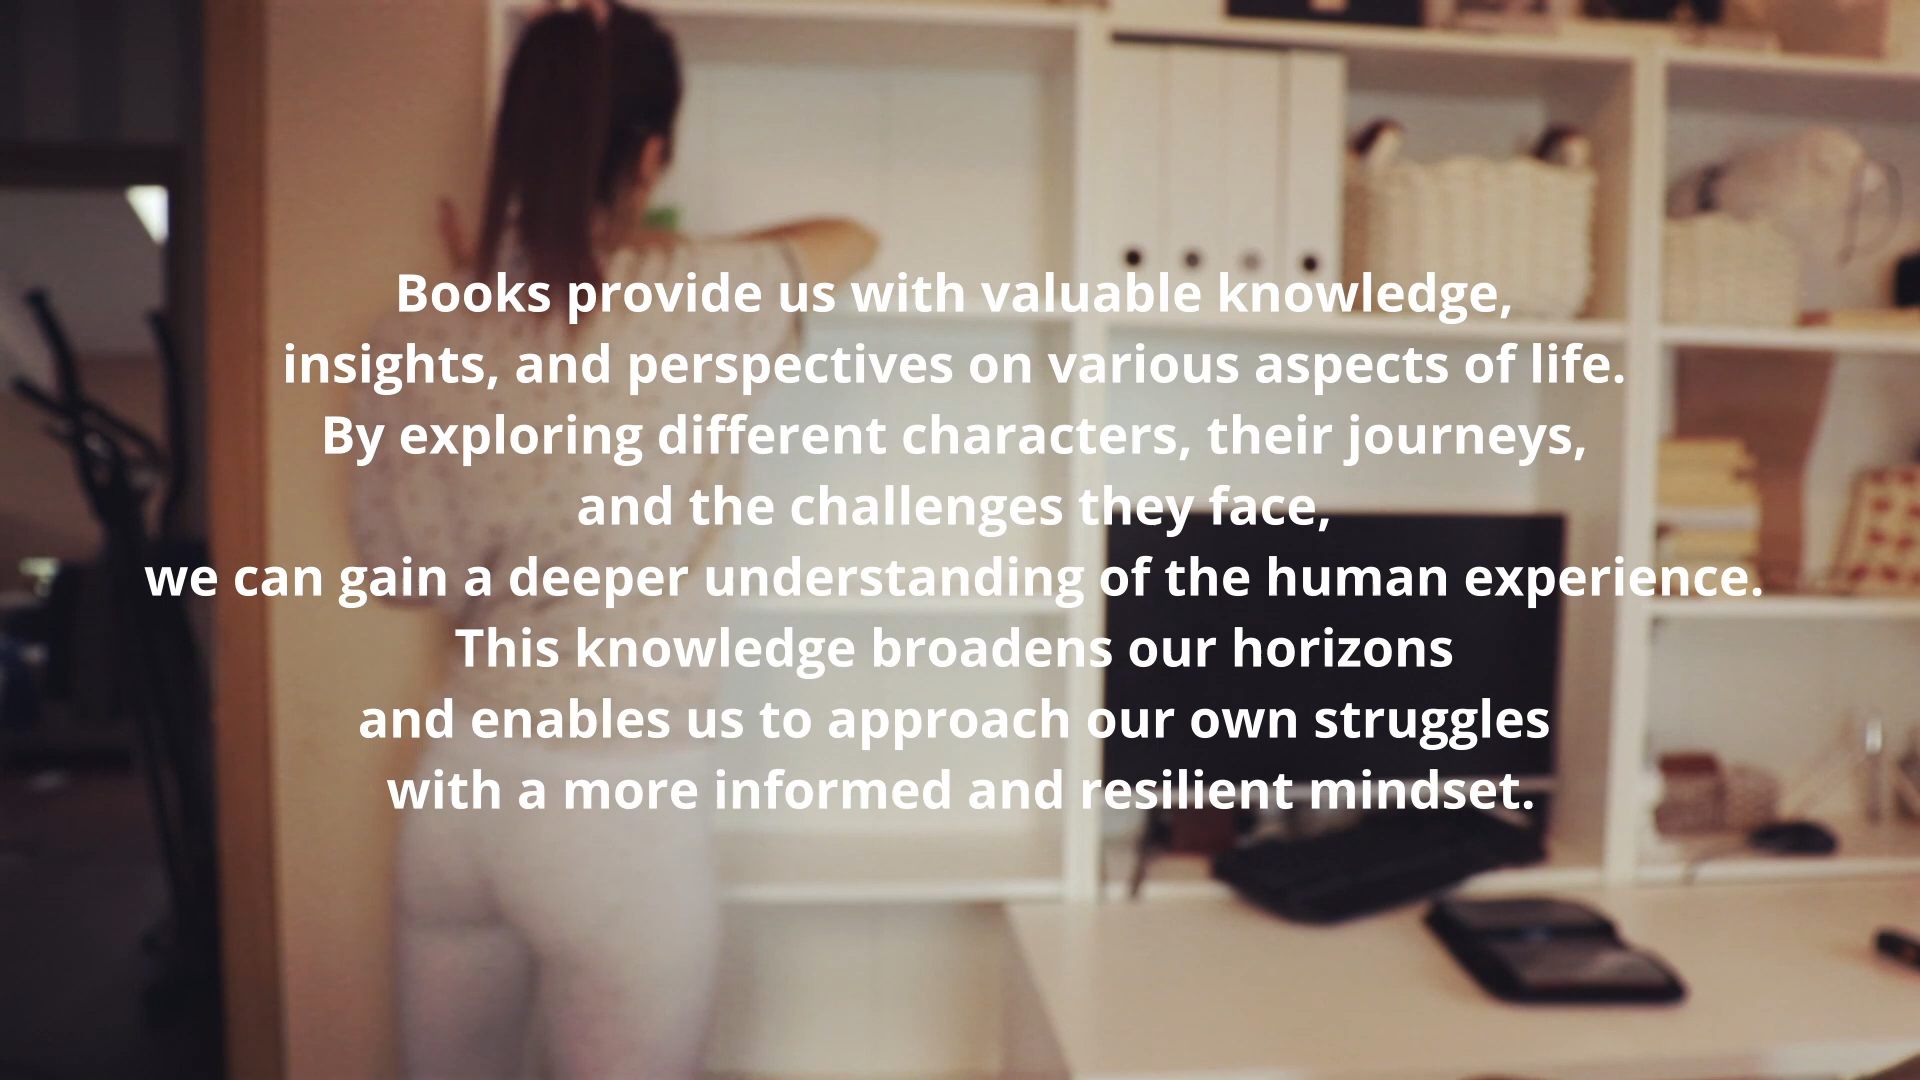 Books provide us with valuable knowledge,
insights, and perspectives on various aspects of life.
By exploring different characters, their journeys,
and the challenges they face,
we can gain a deeper understanding of the human experience.
This knowledge broadens our horizons
and enables us to approach our own struggles
with a more informed and resilient mindset.